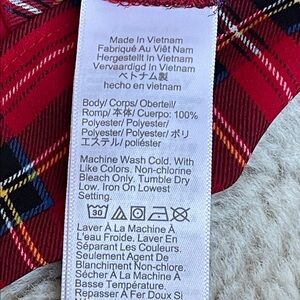 Made In Vietnam
Fabriqué Au Viêt Nam
Hergestellt In Vietnam
Vervaardigd In Vietnam
ベトナム製
hecho en Vietnam
Body/ Corps/ Oberteil/
Romp/ 本体/ Cuerpo: 100%
Polyester/ Polyester/
Polyester/ Polyester/ ポリ
エステル/ poliéster
Machine Wash Cold. With
Like Colors. Non-chlorine
Bleach Only. Tumble Dry
Low. Iron On Lowest
Setting.
30
Laver À La Machine À
L'eau Froide. Laver En
Séparant Les Couleurs.
Seulement Agent De
Blanchiment Non-chlore.
Sécher À La Machine À
Basse Température.
Repasser À Fer Doux Si